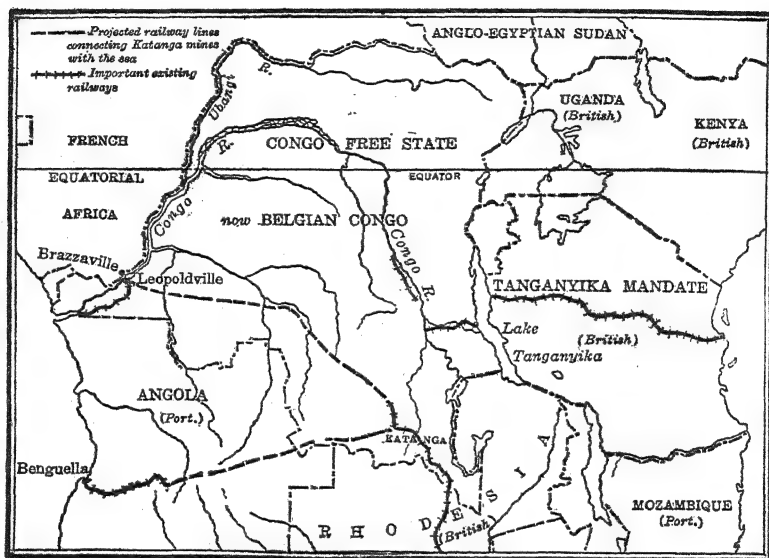 Projected railway lines
connecting Katanga mines
with the sea
Important existing
railways
ANGLO-EGYPTIAN SUDAN
Ubangi R.
UGANDA
(British)
KENYA
(British)
FRENCH
EQUATORIAL
AFRICA
CONGO FREE STATE
EQUATOR
Congo R.
now BELGIAN CONGO
Congo R.
Brazzaville
Leopoldville
TANGANYIKA MANDATE
(British)
Lake
Tanganyika
ANGOLA
(Port.)
KATANGA
Benguella
RHODESIA
(British)
MOZAMBIQUE
(Port.)